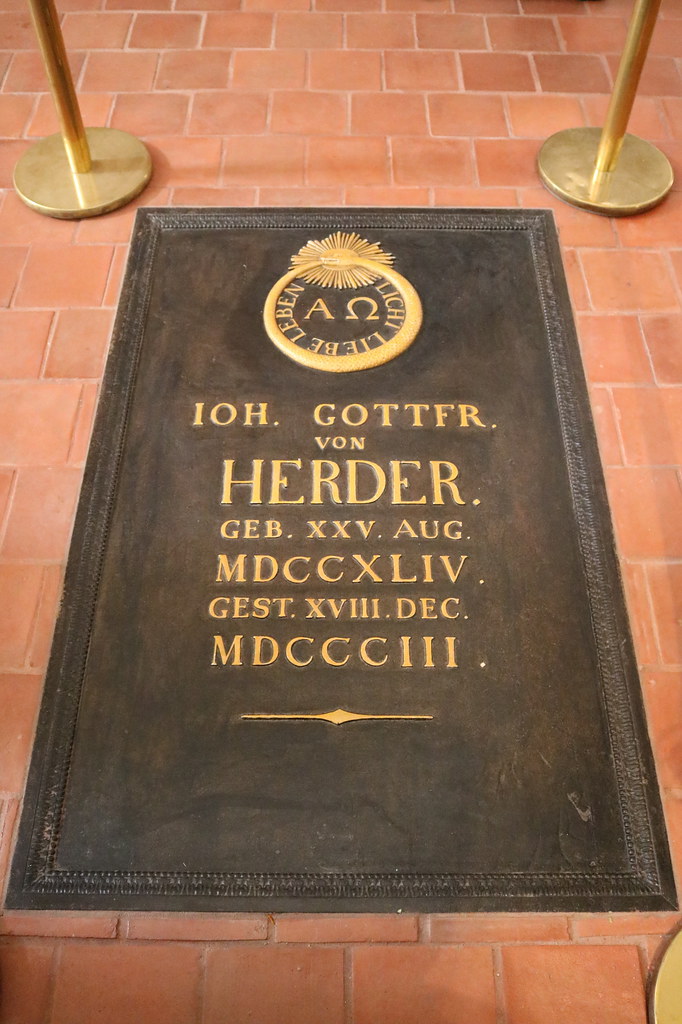 LICHT LIEBE LEBEN
Α Ω
IOH. GOTTFR.
VON
HERDER.
GEB. XXV. AUG.
MDCCXLIV.
GEST. XVIII. DEC.
MDCCCIII.